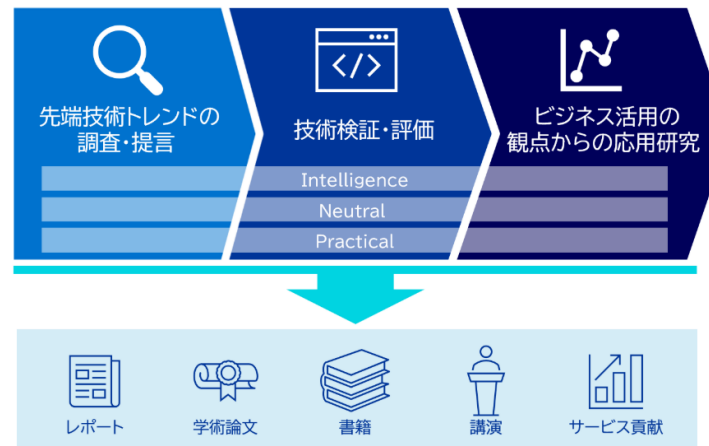 先端技術トレンドの
調査・提言
</>
技術検証・評価
ビジネス活用の
観点からの応用研究
Intelligence
Neutral
Practical
レポート
学術論文
書籍
講演
サービス貢献